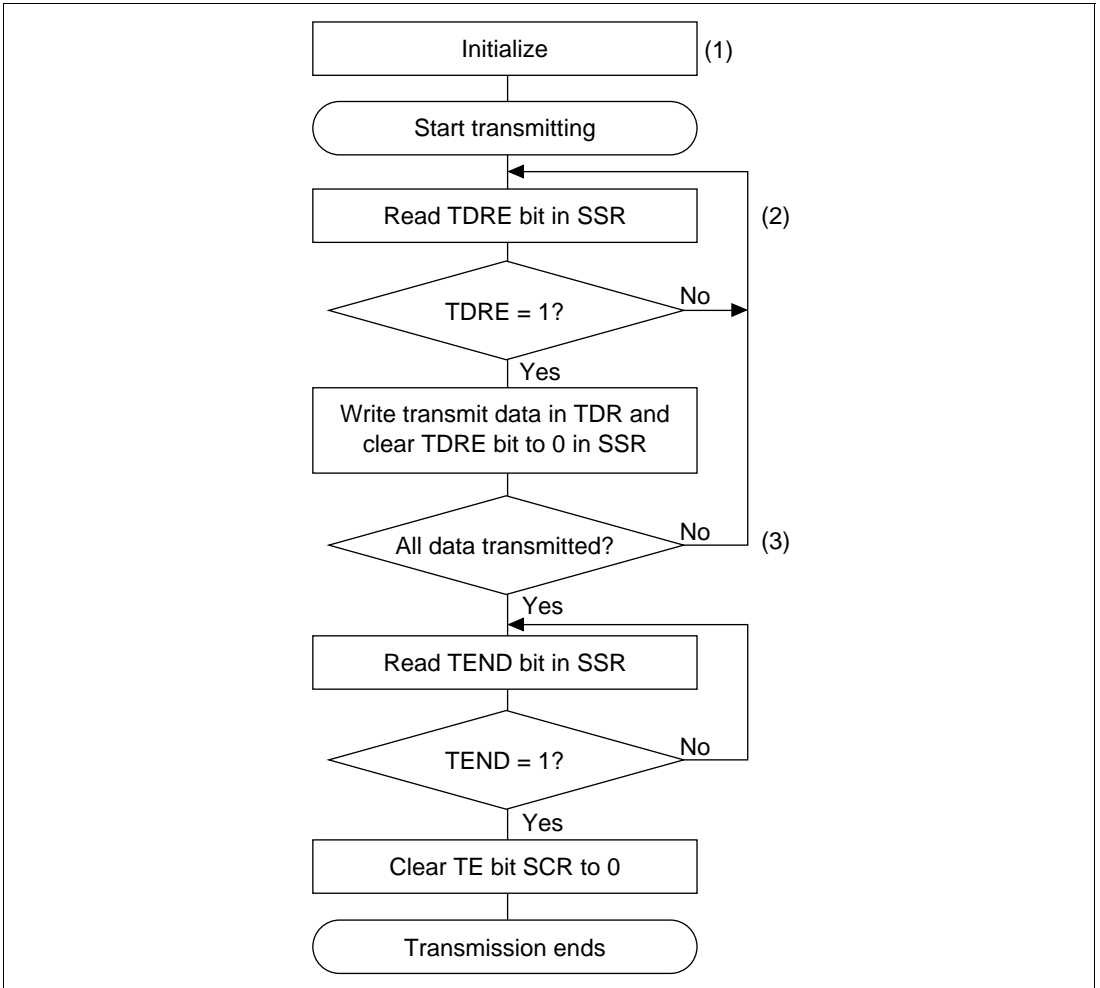 Initialize
(1)
Start transmitting
Read TDRE bit in SSR
(2)
TDRE = 1?
No
Yes
Write transmit data in TDR and
clear TDRE bit to 0 in SSR
All data transmitted?
No
(3)
Yes
Read TEND bit in SSR
TEND = 1?
No
Yes
Clear TE bit SCR to 0
Transmission ends